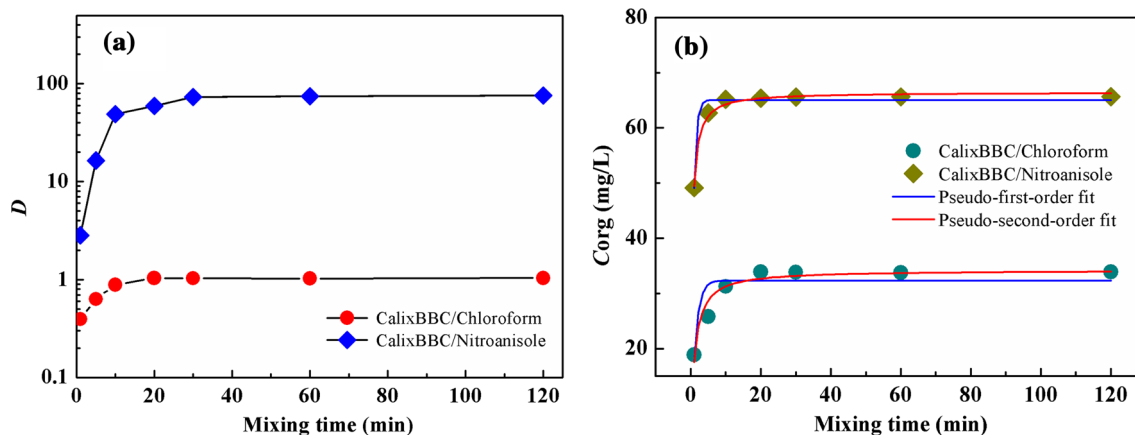 (a)
D
100
10
1
0.1
0 20 40 60 80 100 120
Mixing time (min)
CalixBBC/Chloroform
CalixBBC/Nitroanisole
(b)
Corg (mg/L)
80
60
40
20
0 20 40 60 80 100 120
Mixing time (min)
CalixBBC/Chloroform
CalixBBC/Nitroanisole
Pseudo-first-order fit
Pseudo-second-order fit